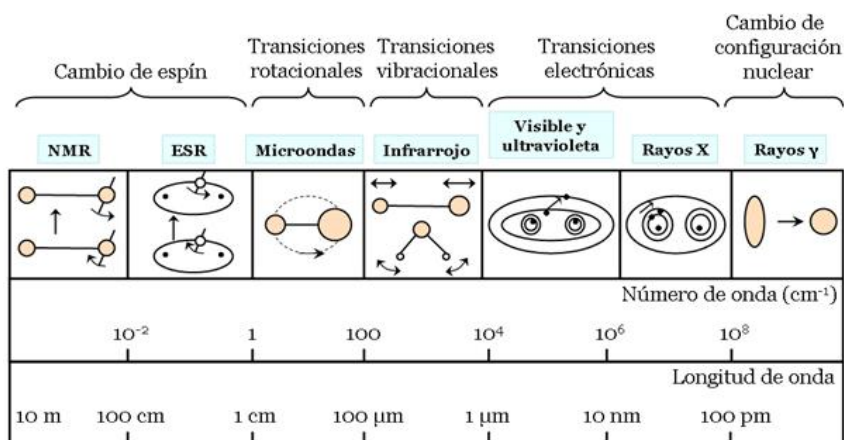 Cambio de espín
Transiciones
rotacionales
Transiciones
vibracionales
Transiciones
electrónicas
Cambio de
configuración
nuclear
NMR
ESR
Microondas
Infrarrojo
Visible y
ultravioleta
Rayos X
Rayos γ
Número de onda (cm⁻¹)
10⁻² 1 100 10⁴ 10⁶ 10⁸
Longitud de onda
10 m 100 cm 1 cm 100 µm 1 µm 10 nm 100 pm